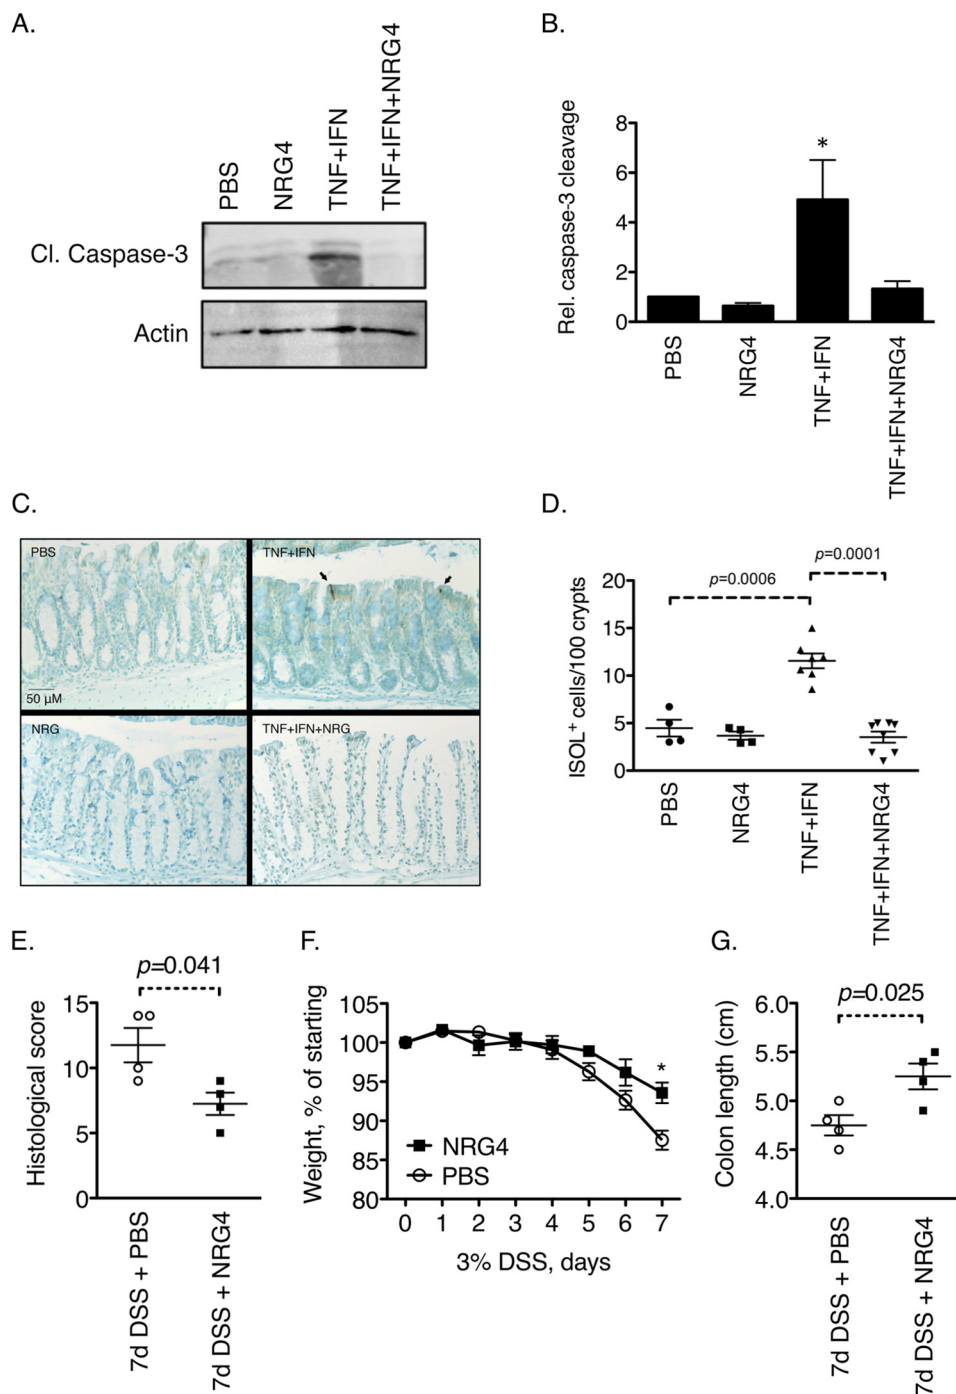 A.
PBS
NRG4
TNF+IFN
TNF+IFN+NRG4
Cl. Caspase-3
Actin
B.
Rel. caspase-3 cleavage
8
6
4
2
0
*
PBS
NRG4
TNF+IFN
TNF+IFN+NRG4
C.
PBS
TNF+IFN
50 µM
NRG
TNF+IFN+NRG
D.
ISOL+ cells/100 crypts
20
15
10
5
0
p=0.0006
p=0.0001
PBS
NRG4
TNF+IFN
TNF+IFN+NRG4
E.
p=0.041
Histological score
15
10
5
0
7d DSS + PBS
7d DSS + NRG4
F.
Weight, % of starting
105
100
95
90
85
80
*
NRG4
PBS
0 1 2 3 4 5 6 7
3% DSS, days
G.
p=0.025
Colon length (cm)
6.0
5.5
5.0
4.5
4.0
7d DSS + PBS
7d DSS + NRG4